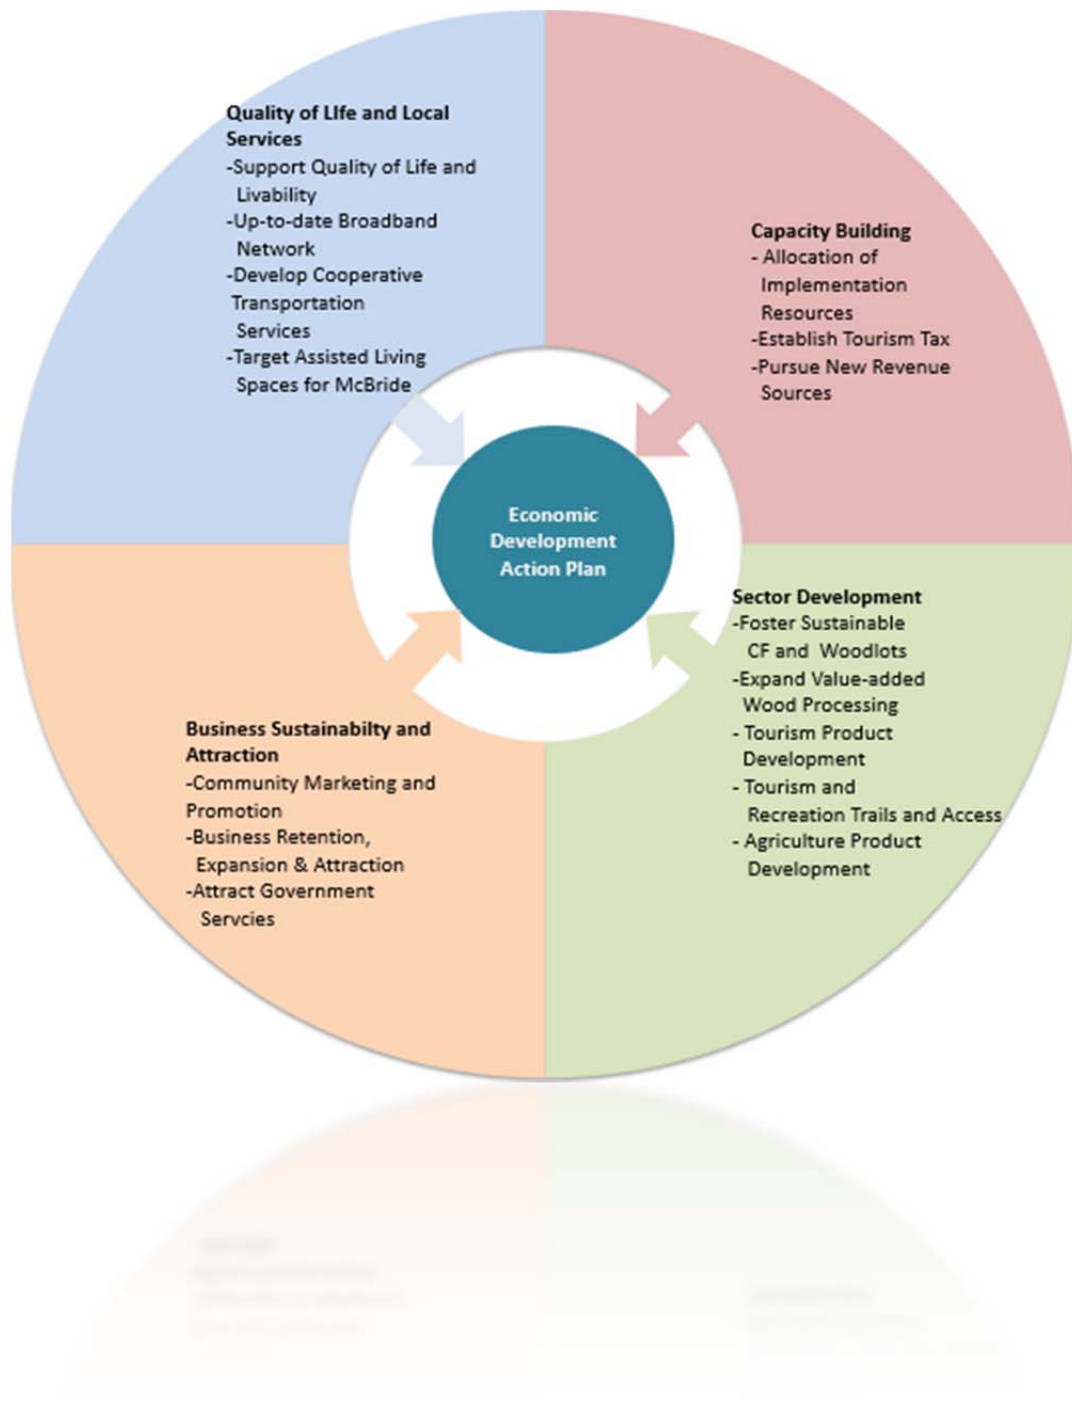 Quality of LIfe and Local
Services
-Support Quality of Life and
Livability
-Up-to-date Broadband
Network
-Develop Cooperative
Transportation
Services
-Target Assisted Living
Spaces for McBride
Capacity Building
- Allocation of
Implementation
Resources
-Establish Tourism Tax
-Pursue New Revenue
Sources
Economic
Development
Action Plan
Sector Development
-Foster Sustainable
CF and Woodlots
-Expand Value-added
Wood Processing
- Tourism Product
Development
- Tourism and
Recreation Trails and Access
- Agriculture Product
Development
Business Sustainabilty and
Attraction
-Community Marketing and
Promotion
-Business Retention,
Expansion & Attraction
-Attract Government
Servcies